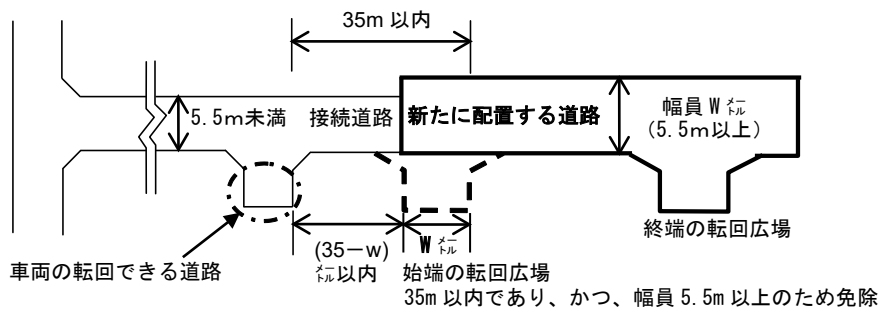 35m 以内
5.5m未満
接続道路
新たに配置する道路
幅員 W メートル
(5.5m以上)
終端の転回広場
(35-w)
メートル以内
W メートル
車両の転回できる道路
始端の転回広場
35m 以内であり、かつ、幅員 5.5m 以上のため免除